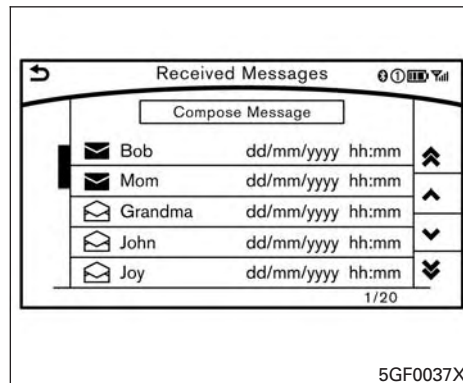 Received Messages
Compose Message
Bob dd/mm/yyyy hh:mm
Mom dd/mm/yyyy hh:mm
Grandma dd/mm/yyyy hh:mm
John dd/mm/yyyy hh:mm
Joy dd/mm/yyyy hh:mm
1/20
5GF0037X